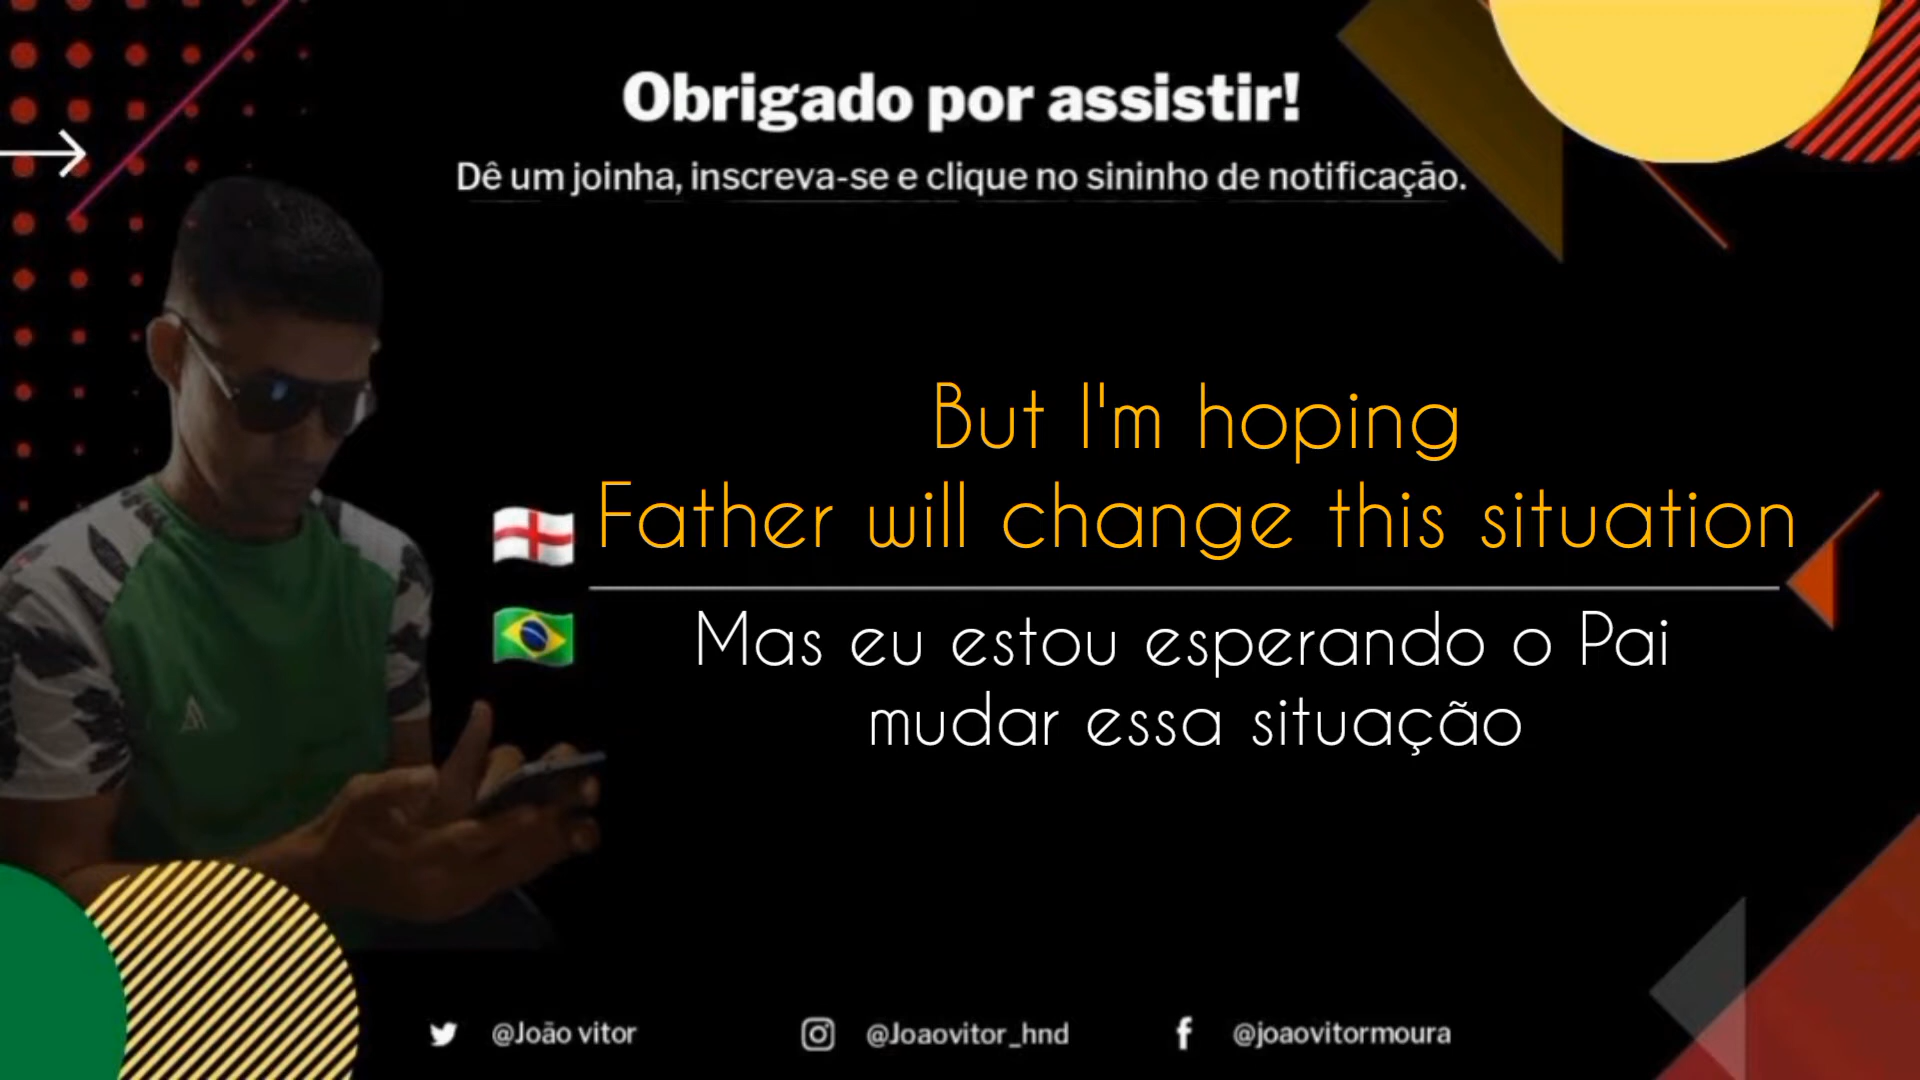 Obrigado por assistir!
Dê um joinha, inscreva-se e clique no sininho de notificação.
But I'm hoping
Father will change this situation
Mas eu estou esperando o Pai
mudar essa situação
@João vitor
@Joaovitor_hnd
@joaovitormoura